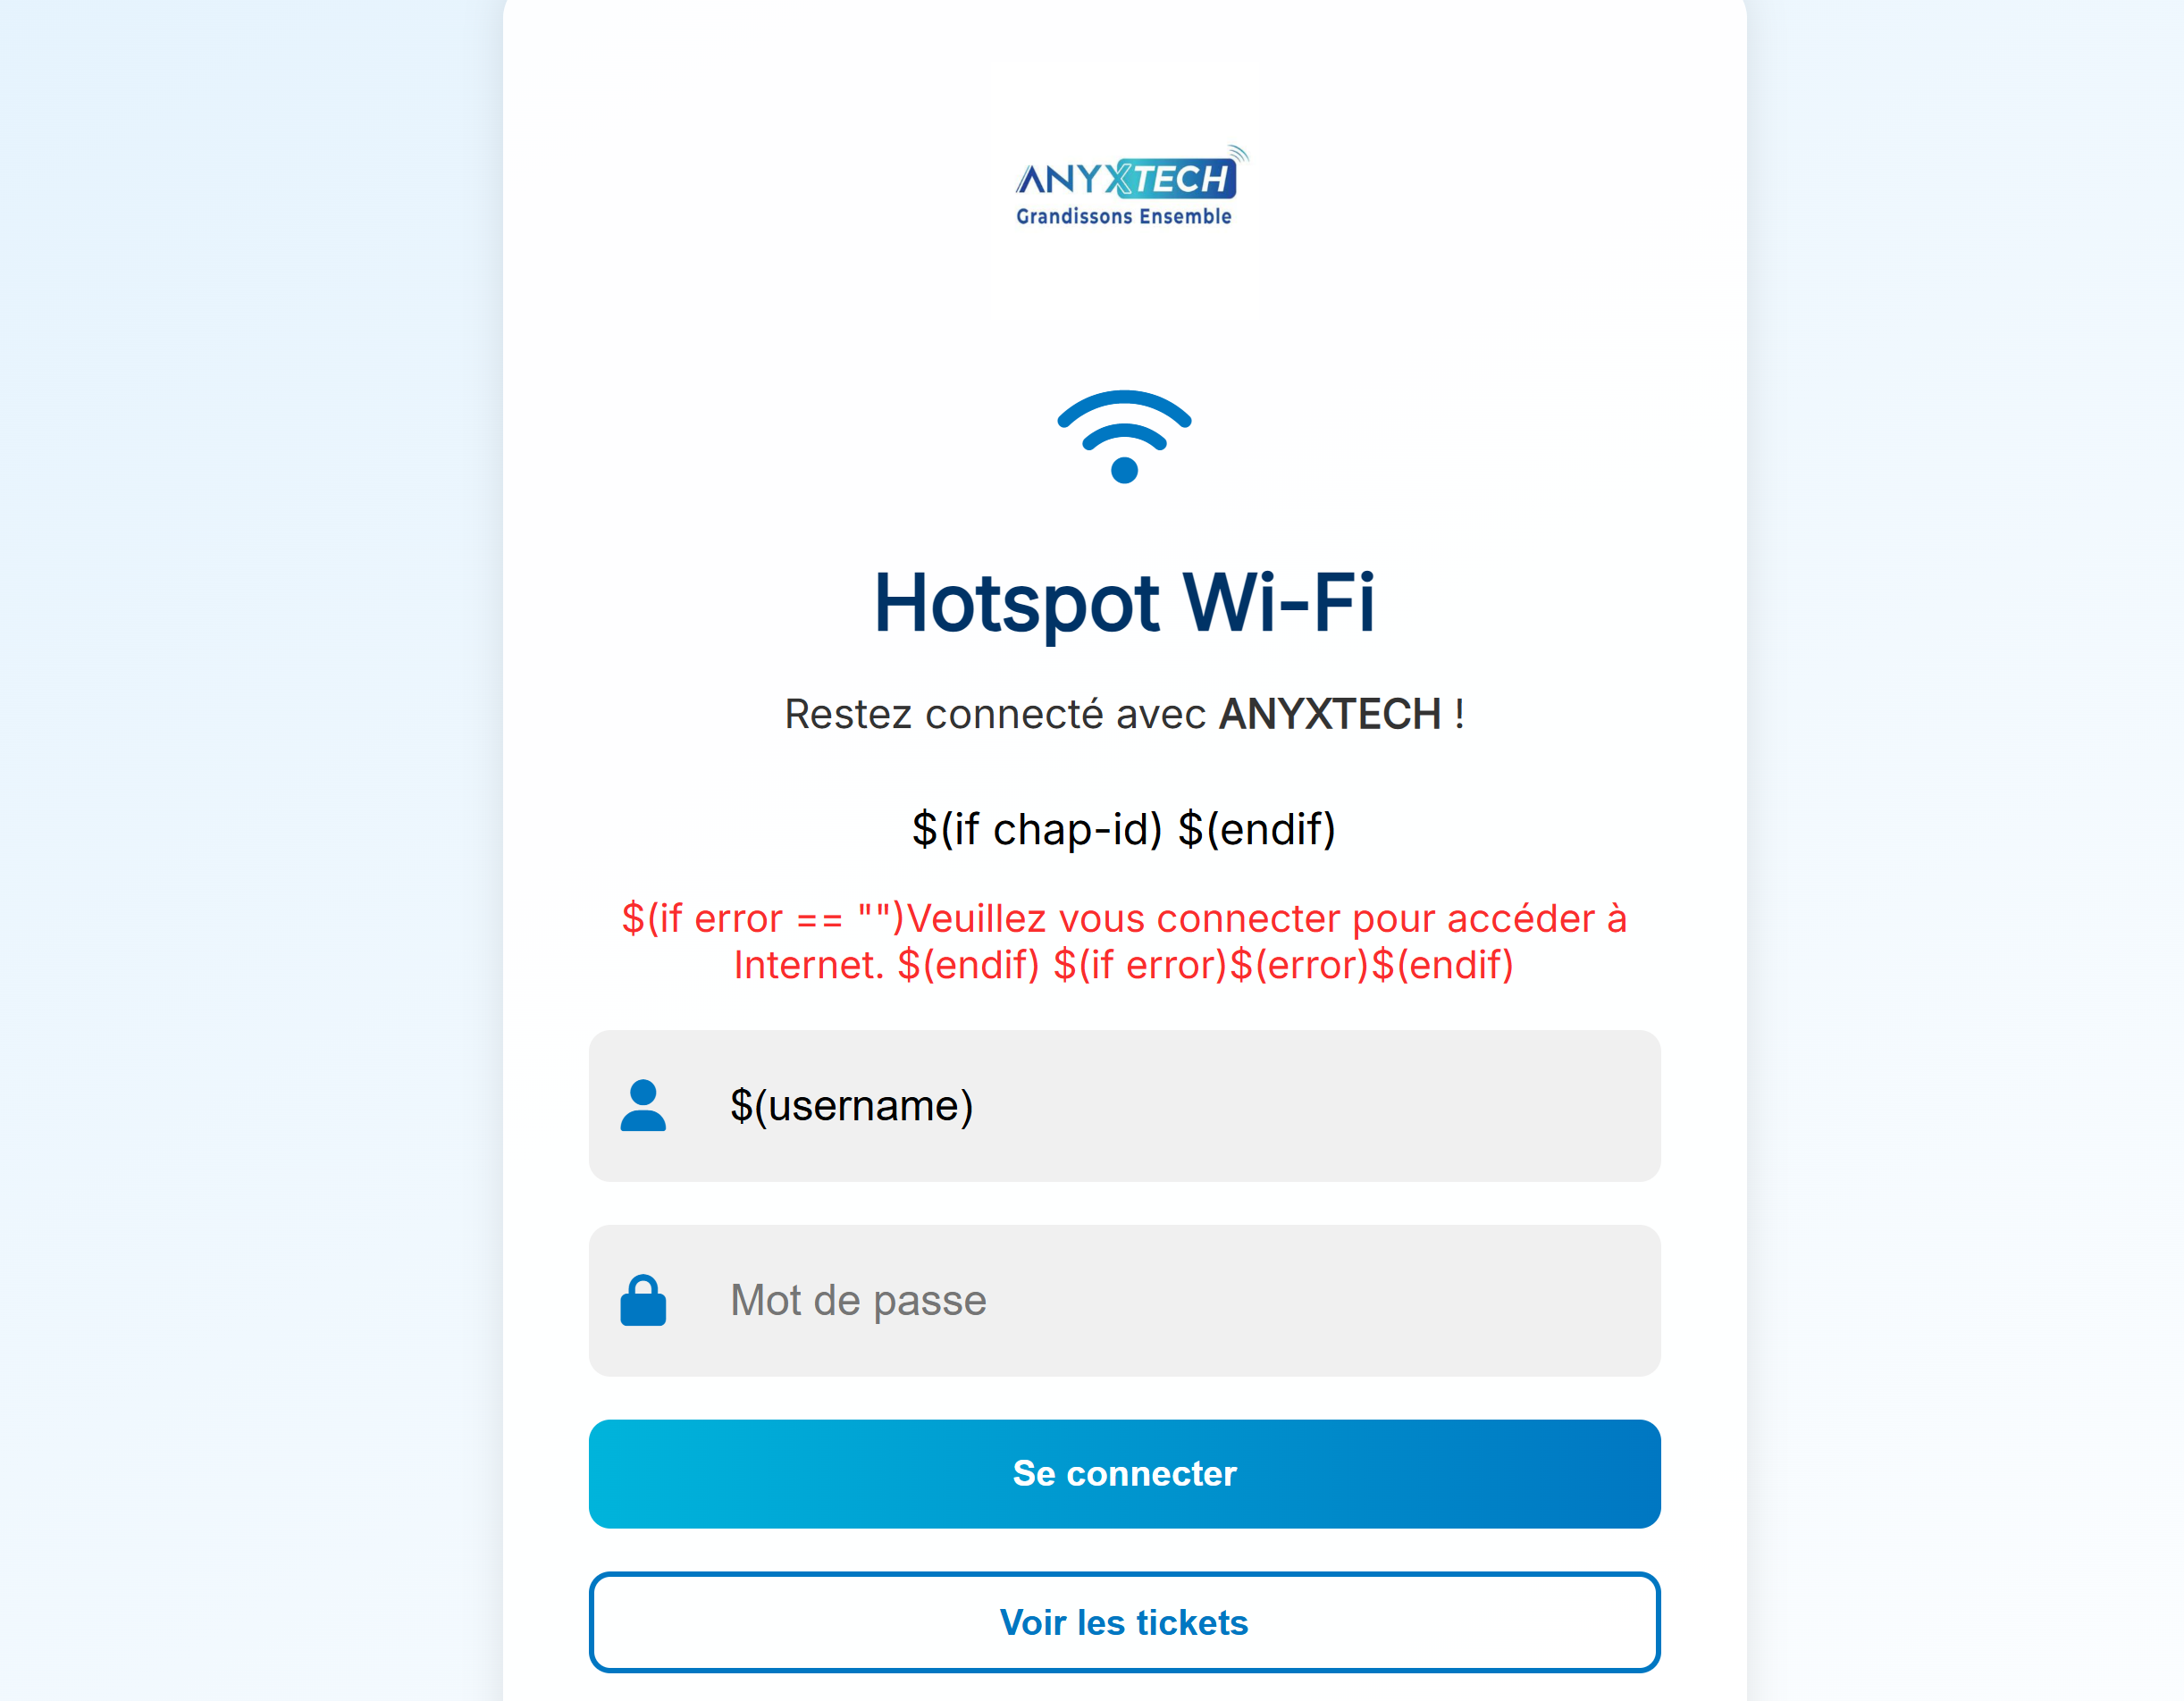 ANYXTECH
Grandissons Ensemble
Hotspot Wi-Fi
Restez connecté avec ANYXTECH !
$(if chap-id) $(endif)
$(if error == "")Veuillez vous connecter pour accéder à
Internet. $(endif) $(if error)$(error)$(endif)
$(username)
Mot de passe
Se connecter
Voir les tickets